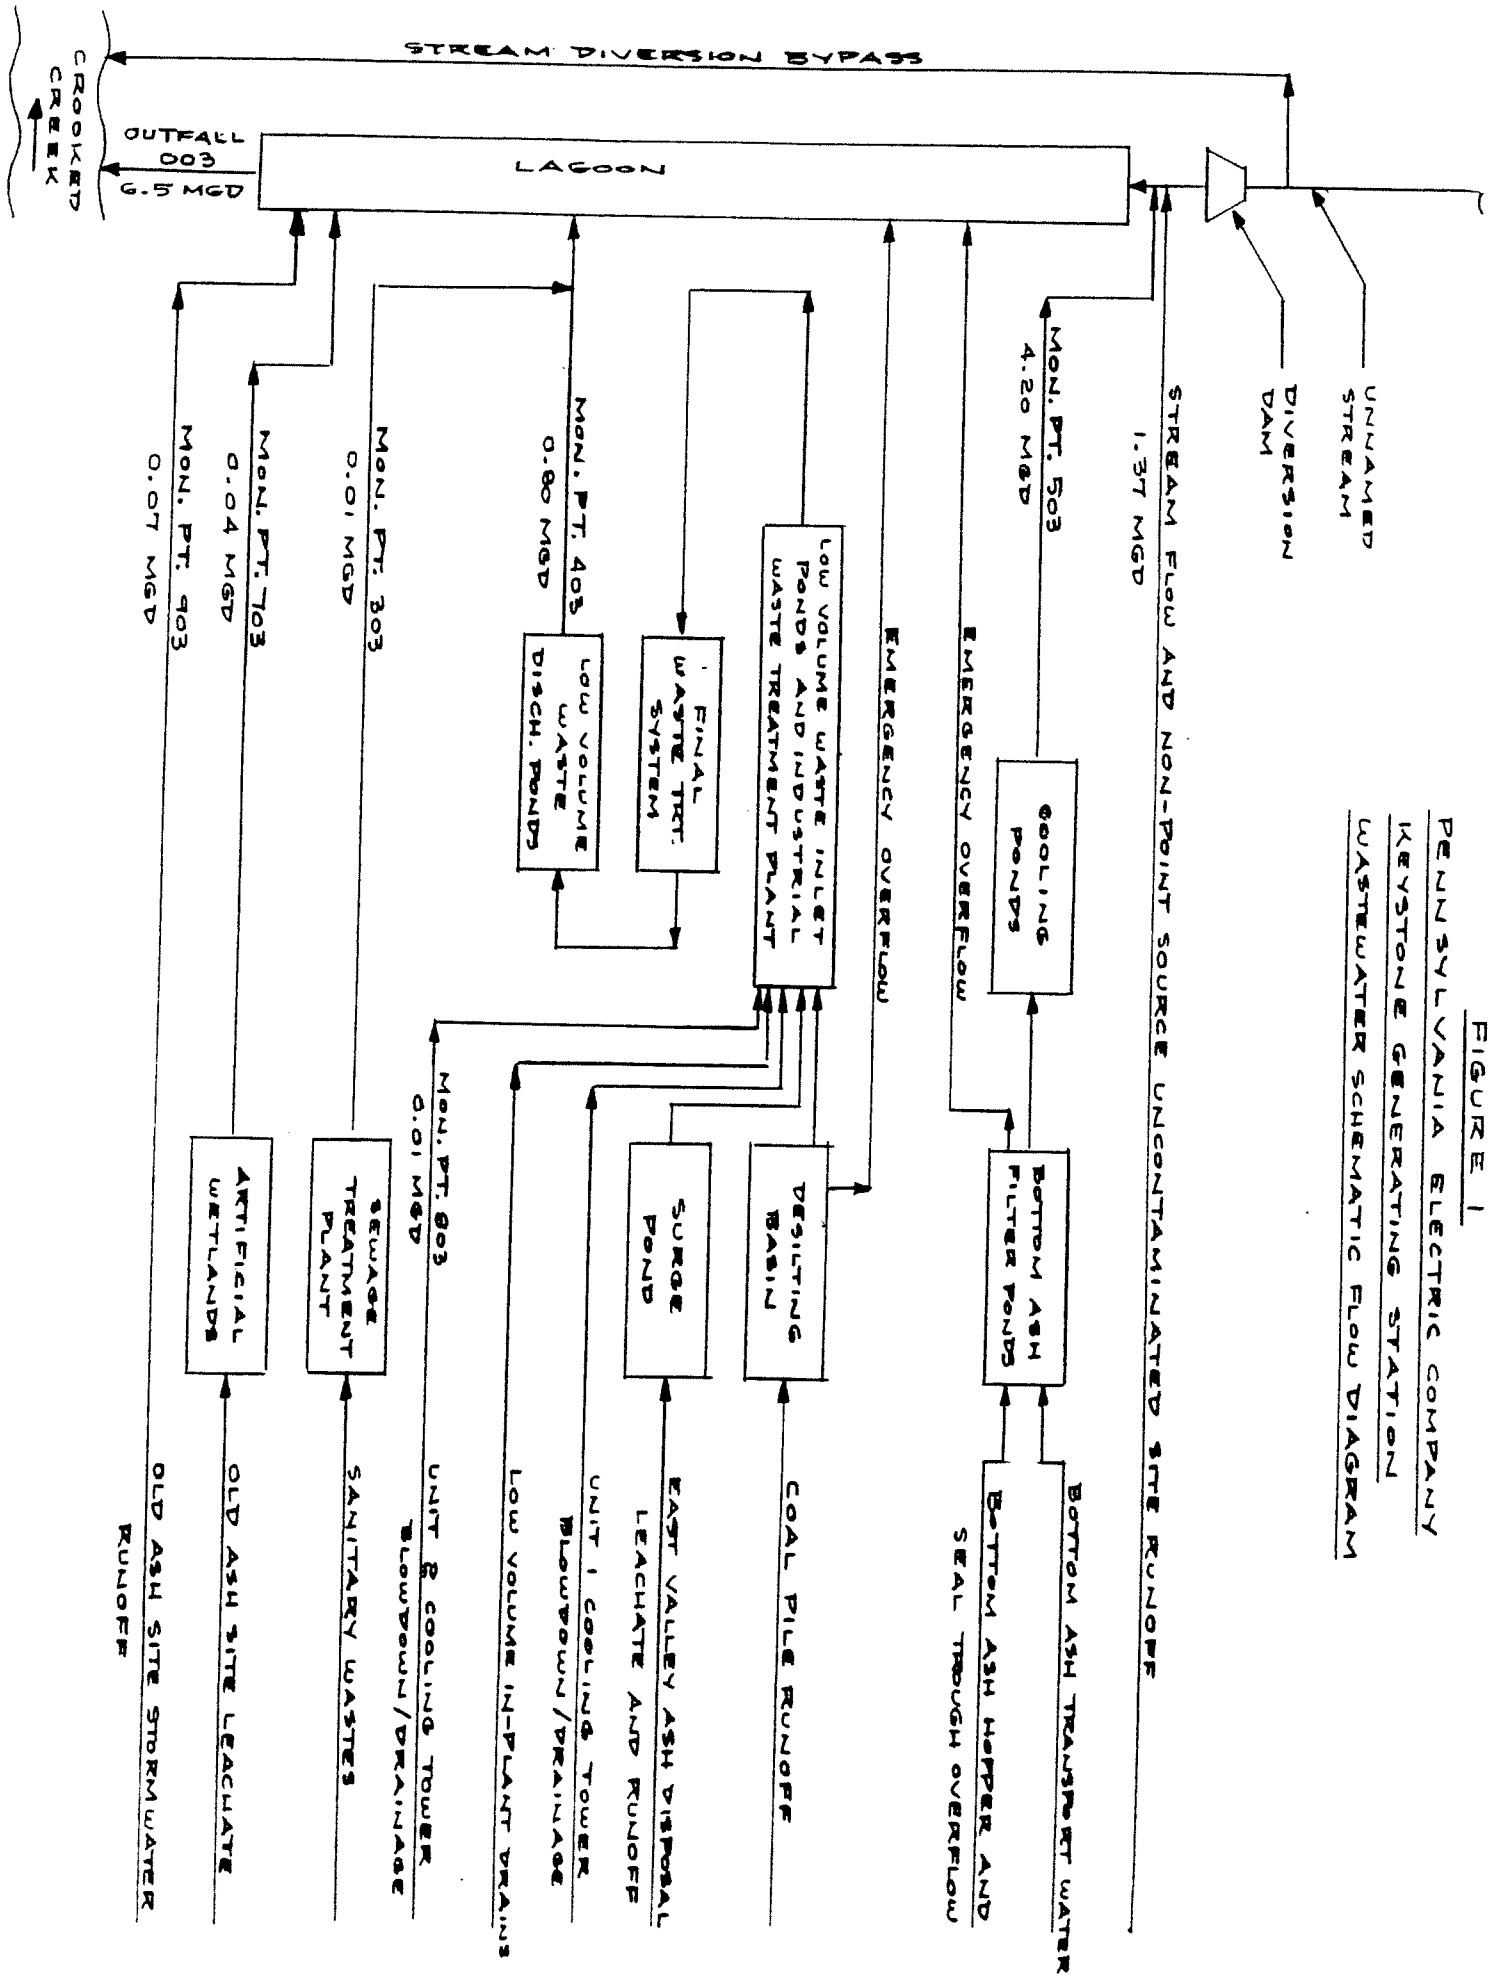 FIGURE 1
PENNSYLVANIA ELECTRIC COMPANY
KEYSTONE GENERATING STATION
WASTEWATER SCHEMATIC FLOW DIAGRAM
STREAM DIVERSION BYPASS
CROOKED
CREEK
OUTFALL
003
6.5 MGD
LAGOON
UNNAMED
STREAM
DIVERSION
DAM
STREAM FLOW AND NON-POINT SOURCE UNCONTAMINATED SITE RUNOFF
1.37 MGD
MON. PT. 503
4.20 MGD
COOLING
PONDS
BOTTOM ASH
FILTER PONDS
BOTTOM ASH TRANSPORT WATER
BOTTOM ASH HOPPER AND
SEAL TROUGH OVERFLOW
EMERGENCY OVERFLOW
EMERGENCY OVERFLOW
LOW VOLUME WASTE INLET
PONDS AND INDUSTRIAL
WASTE TREATMENT PLANT
DESILTING
BASIN
COAL PILE RUNOFF
FINAL
WASTE TRT.
SYSTEM
SURGE
POND
EAST VALLEY ASH DISPOSAL
LEACHATE AND RUNOFF
MON. PT. 403
0.80 MGD
LOW VOLUME
WASTE
DISCH. PONDS
UNIT 1 COOLING TOWER
BLOWDOWN/DRAINAGE
LOW VOLUME IN-PLANT DRAINS
MON. PT. 803
0.01 MGD
UNIT 2 COOLING TOWER
BLOWDOWN/DRAINAGE
MON. PT. 303
0.01 MGD
SEWAGE
TREATMENT
PLANT
SANITARY WASTES
MON. PT. 703
0.04 MGD
ARTIFICIAL
WETLANDS
OLD ASH SITE LEACHATE
MON. PT. 903
0.07 MGD
OLD ASH SITE STORMWATER
RUNOFF